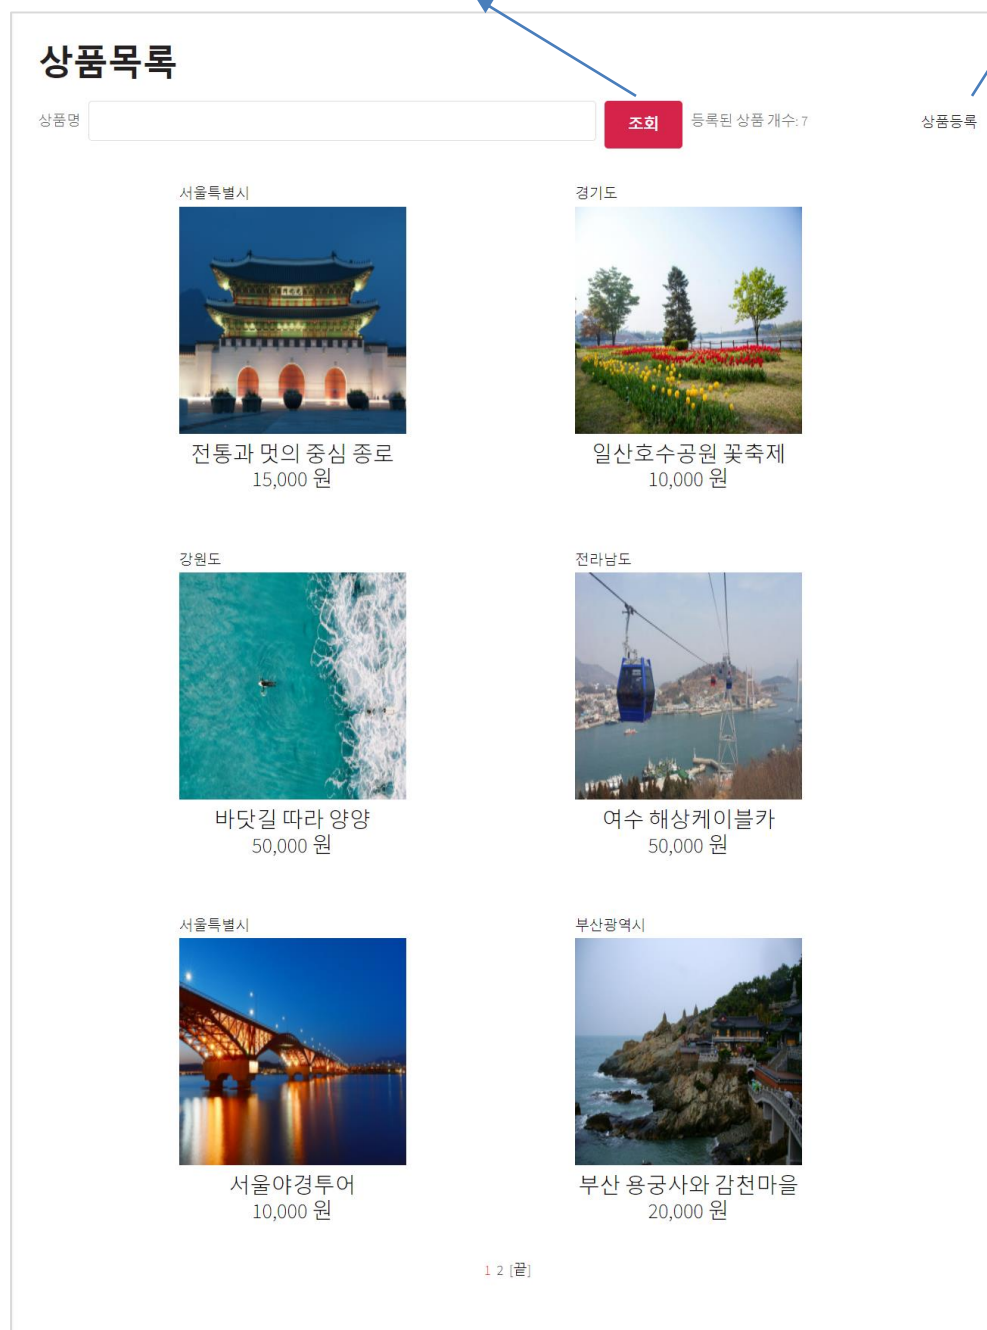 상품목록
상품명 조회 등록된 상품 개수: 7 상품등록
서울특별시 경기도
전통과 멋의 중심 종로 일산호수공원 꽃축제
15,000 원 10,000 원
강원도 전라남도
바닷길 따라 양양 여수 해상케이블카
50,000 원 50,000 원
서울특별시 부산광역시
서울야경투어 부산 용궁사와 감천마을
10,000 원 20,000 원
1 2 [끝]